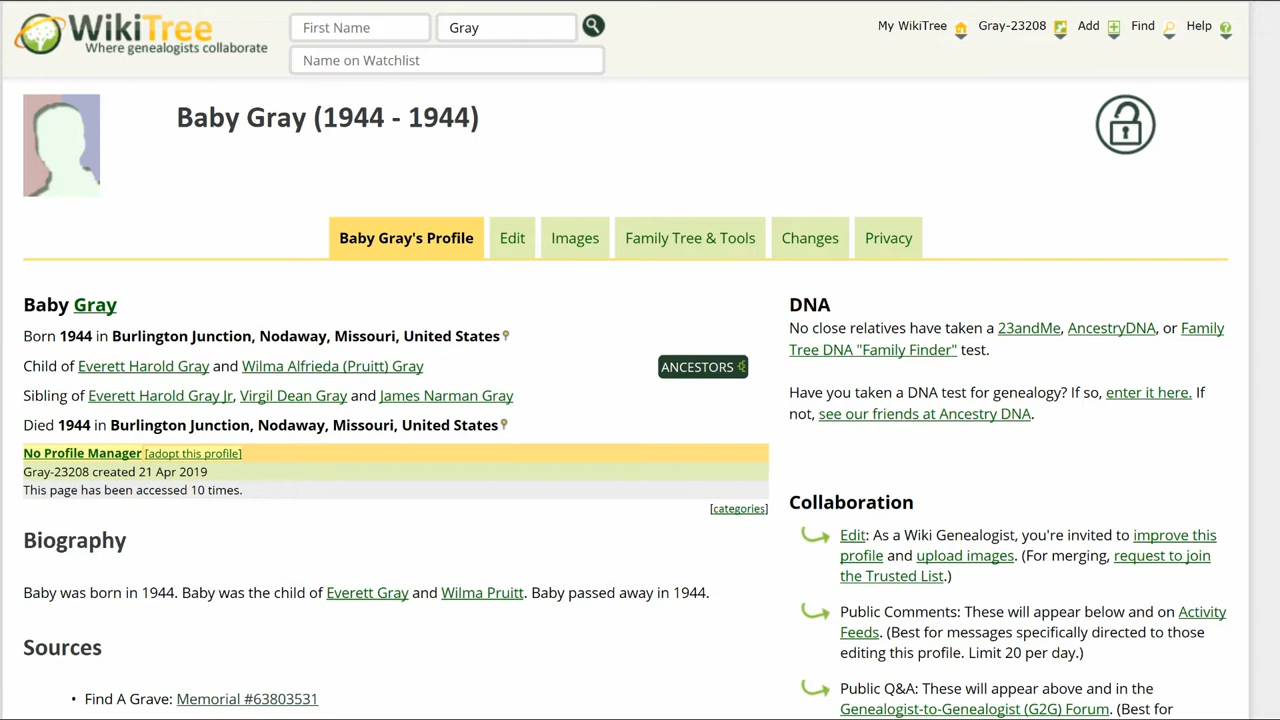 WikiTree
Where genealogists collaborate
First Name
Gray
Name on Watchlist
My WikiTree
Gray-23208
Add
Find
Help
Baby Gray (1944 - 1944)
Baby Gray's Profile
Edit
Images
Family Tree & Tools
Changes
Privacy
Baby Gray
Born 1944 in Burlington Junction, Nodaway, Missouri, United States
Child of Everett Harold Gray and Wilma Alfrieda (Pruitt) Gray
ANCESTORS
Sibling of Everett Harold Gray Jr, Virgil Dean Gray and James Narman Gray
Died 1944 in Burlington Junction, Nodaway, Missouri, United States
No Profile Manager [adopt this profile]
Gray-23208 created 21 Apr 2019
This page has been accessed 10 times.
[categories]
Biography
Baby was born in 1944. Baby was the child of Everett Gray and Wilma Pruitt. Baby passed away in 1944.
Sources
• Find A Grave: Memorial #63803531
DNA
No close relatives have taken a 23andMe, AncestryDNA, or Family
Tree DNA "Family Finder" test.
Have you taken a DNA test for genealogy? If so, enter it here. If
not, see our friends at Ancestry DNA.
Collaboration
Edit: As a Wiki Genealogist, you're invited to improve this
profile and upload images. (For merging, request to join
the Trusted List.)
Public Comments: These will appear below and on Activity
Feeds. (Best for messages specifically directed to those
editing this profile. Limit 20 per day.)
Public Q&A: These will appear above and in the
Genealogist-to-Genealogist (G2G) Forum. (Best for